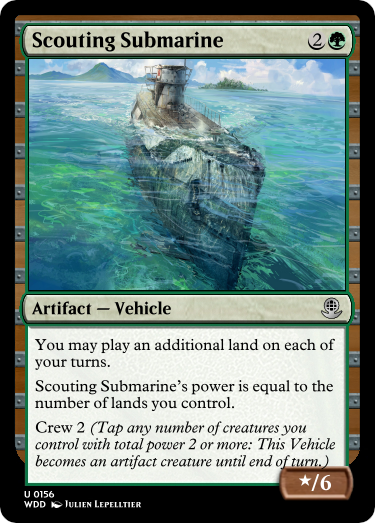 Scouting Submarine 2
Artifact — Vehicle
You may play an additional land on each of
your turns.
Scouting Submarine's power is equal to the
number of lands you control.
Crew 2 (Tap any number of creatures you
control with total power 2 or more: This Vehicle
becomes an artifact creature until end of turn.)
★/6
U 0156
WDD Julien Lepelltier